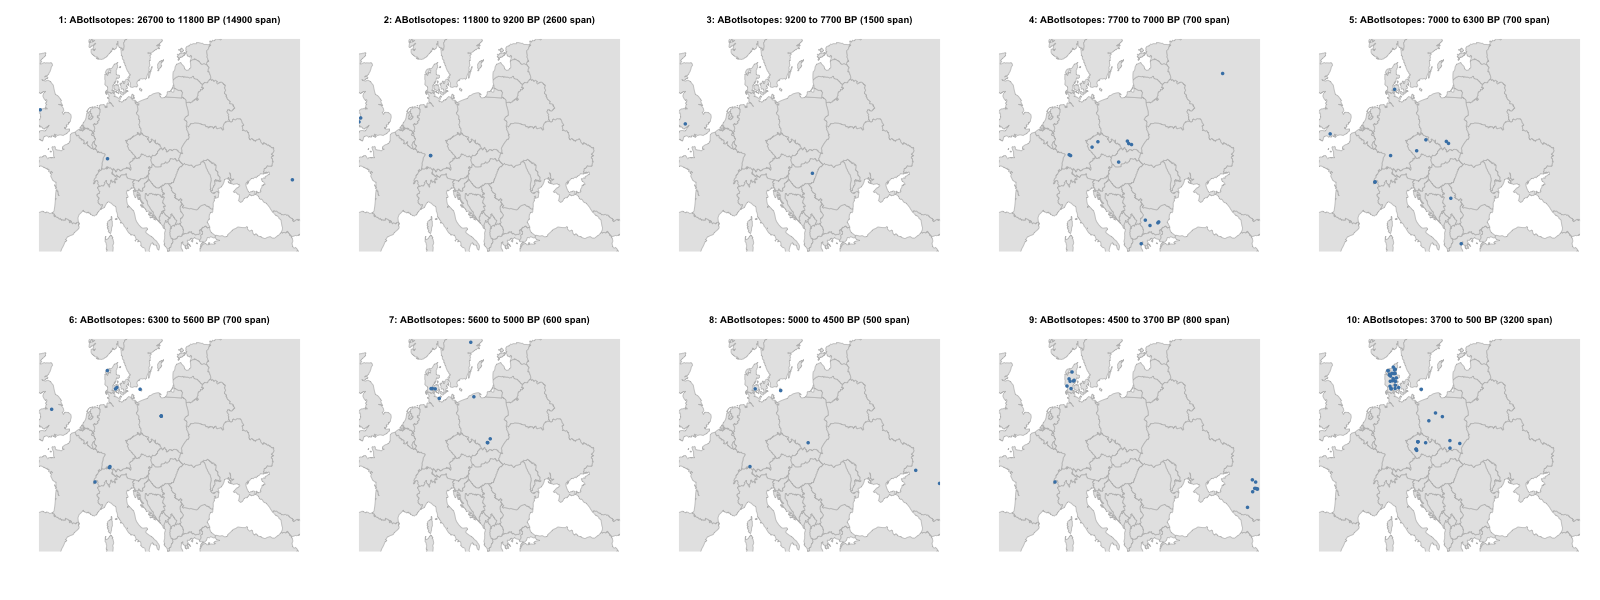 1: ABotIsotopes: 26700 to 11800 BP (14900 span)
2: ABotIsotopes: 11800 to 9200 BP (2600 span)
3: ABotIsotopes: 9200 to 7700 BP (1500 span)
4: ABotIsotopes: 7700 to 7000 BP (700 span)
5: ABotIsotopes: 7000 to 6300 BP (700 span)
6: ABotIsotopes: 6300 to 5600 BP (700 span)
7: ABotIsotopes: 5600 to 5000 BP (600 span)
8: ABotIsotopes: 5000 to 4500 BP (500 span)
9: ABotIsotopes: 4500 to 3700 BP (800 span)
10: ABotIsotopes: 3700 to 500 BP (3200 span)